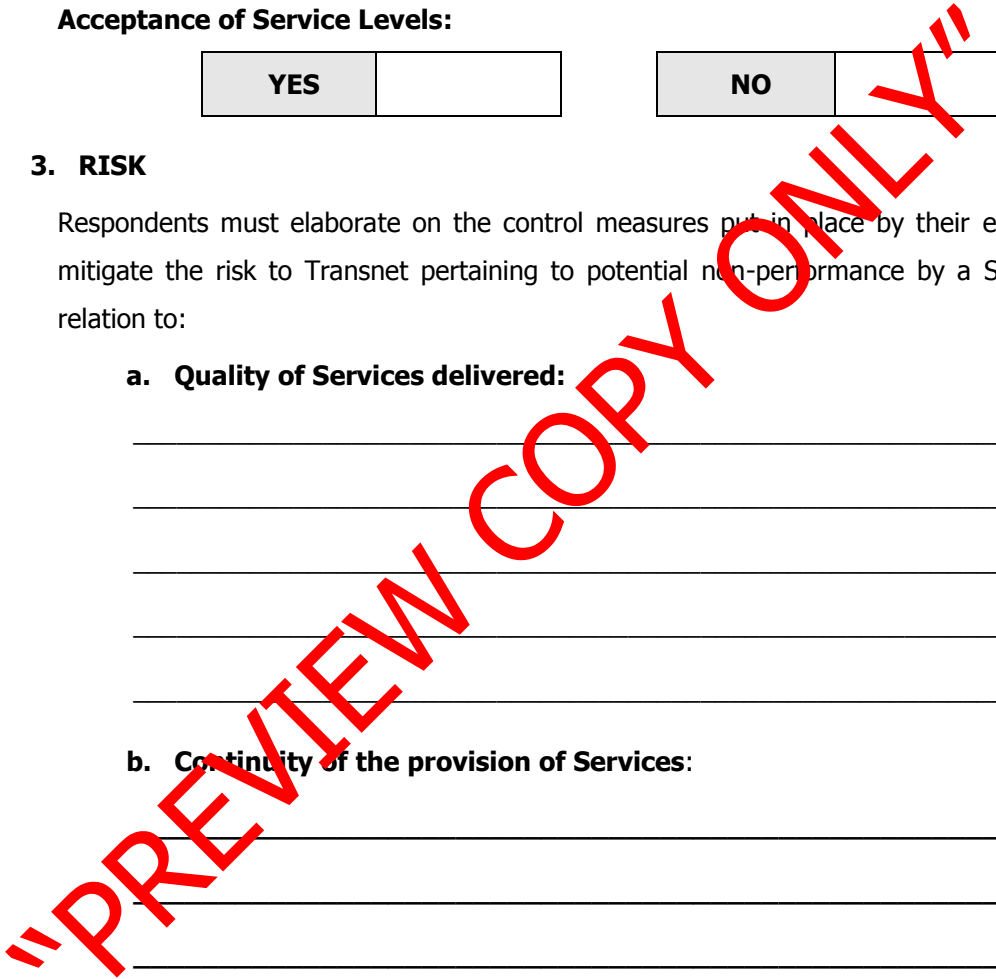 Acceptance of Service Levels:
YES NO
3. RISK
Respondents must elaborate on the control measures put in place by their e
mitigate the risk to Transnet pertaining to potential non-performance by a S
relation to:
a. Quality of Services delivered:
b. Continuity of the provision of Services:
"PREVIEW COPY ONLY"